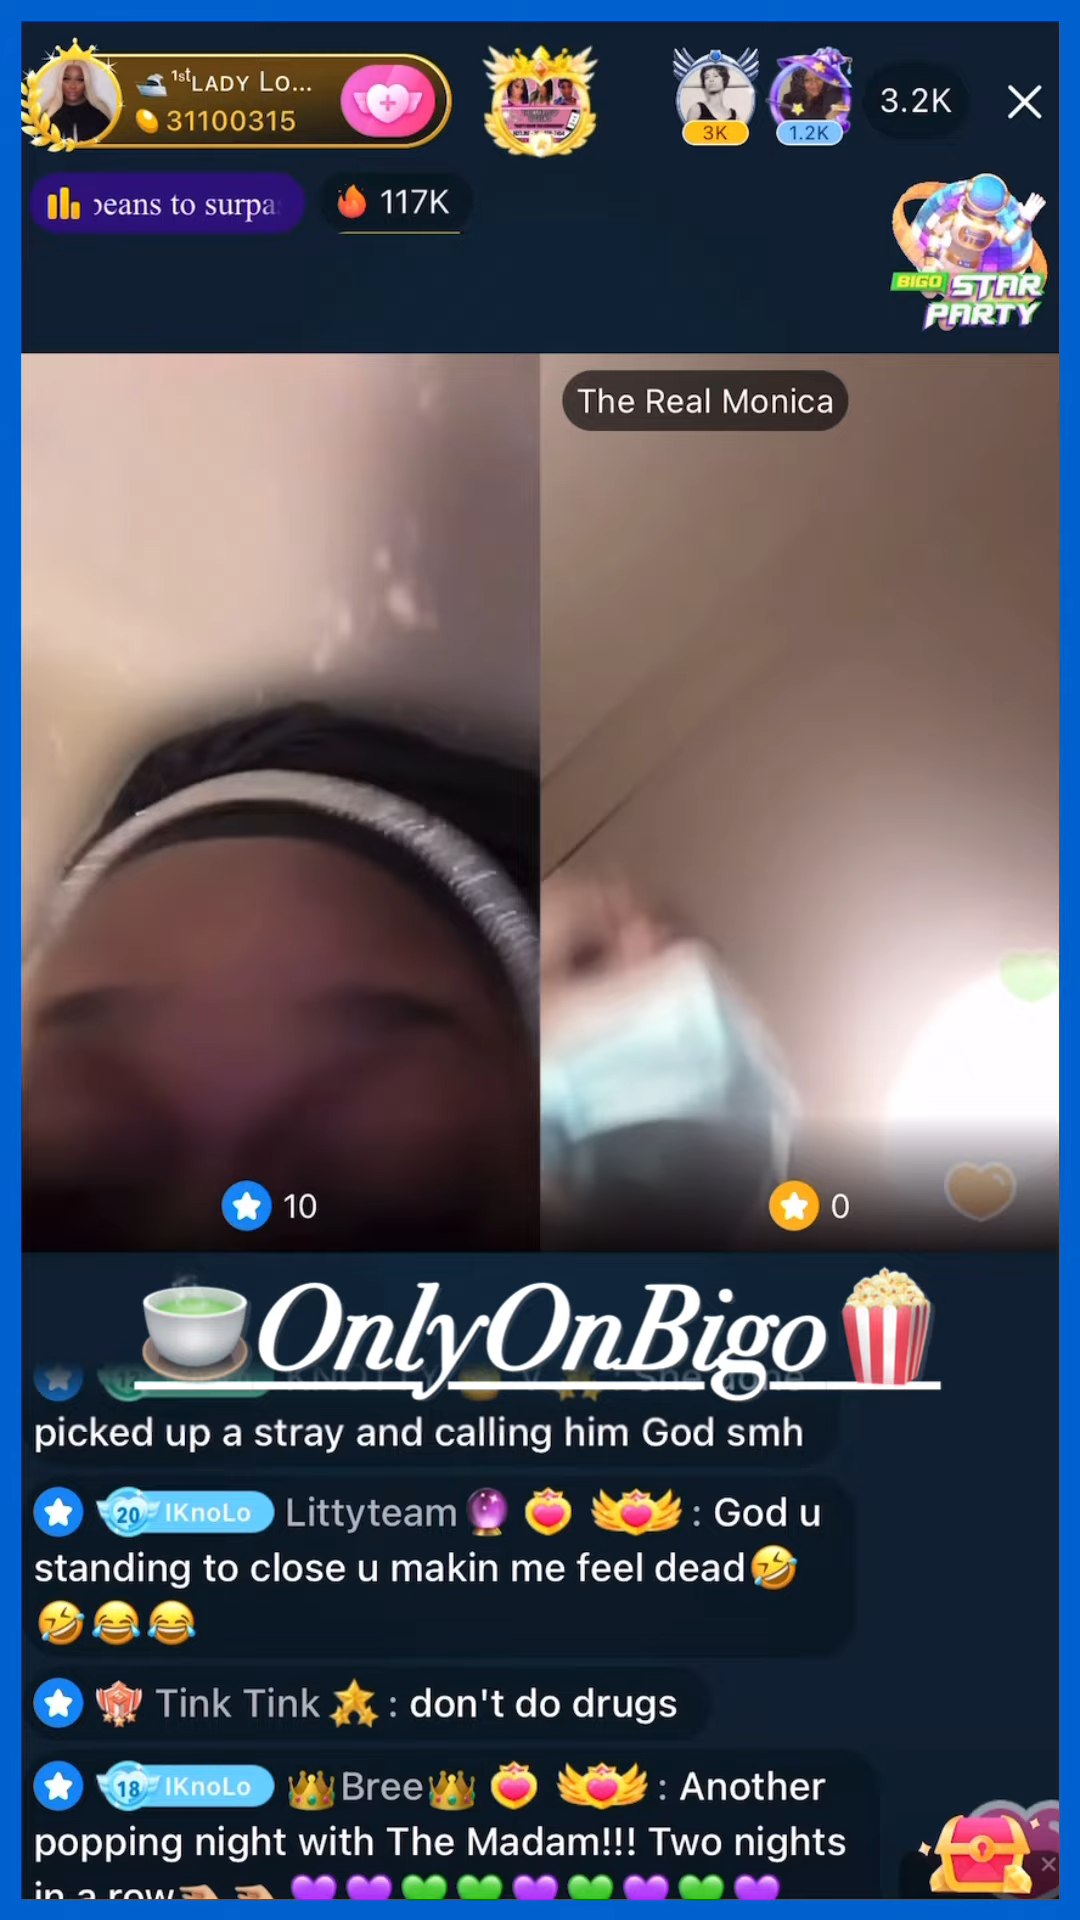 1stLADY LO...
31100315
3K
1.2K
3.2K
beans to surpa
117K
BIGO STAR
PARTY
The Real Monica
10
0
OnlyOnBigo
picked up a stray and calling him God smh
20 IKnoLo Littyteam🔮 : God u
standing to close u makin me feel dead🤣
🤣😂😂
Tink Tink : don't do drugs
18 IKnoLo 👑Bree👑 : Another
popping night with The Madam!!! Two nights
in a row 💜💜💚💚💜💚💜💚💜